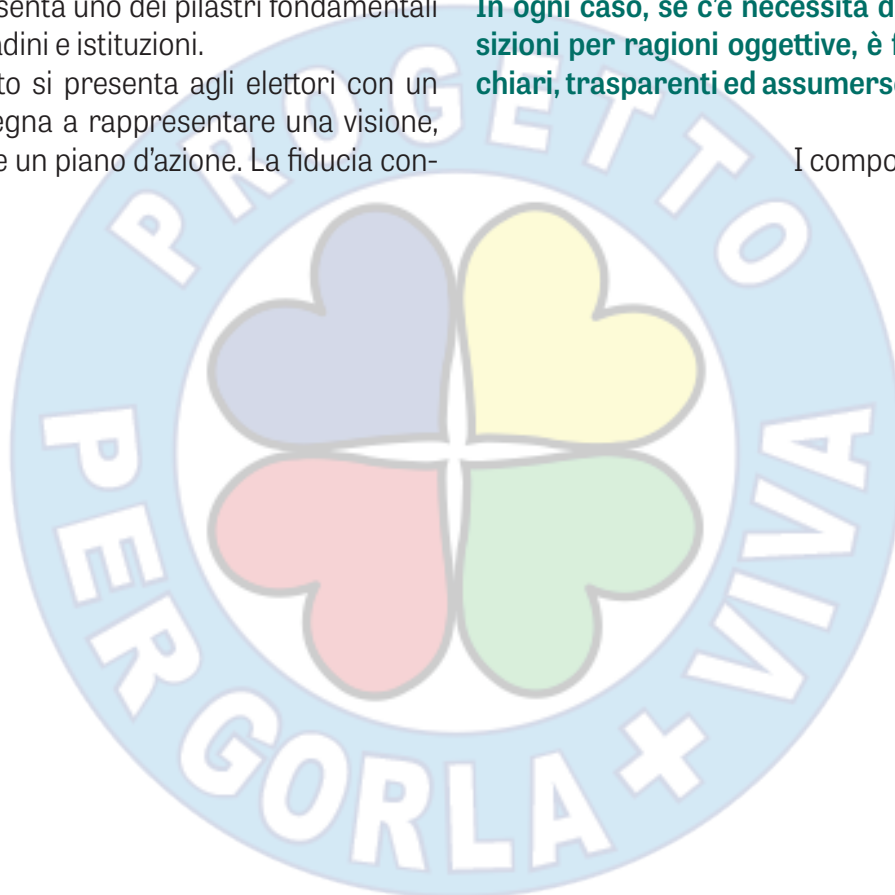 senta uno dei pilastri fondamentali
adini e istituzioni.
to si presenta agli elettori con un
egna a rappresentare una visione,
e un piano d'azione. La fiducia con-
In ogni caso, se c'è necessità d
sizioni per ragioni oggettive, è f
chiari, trasparenti ed assumers
I compo
PROGETTO
PER GORLA + VIVA